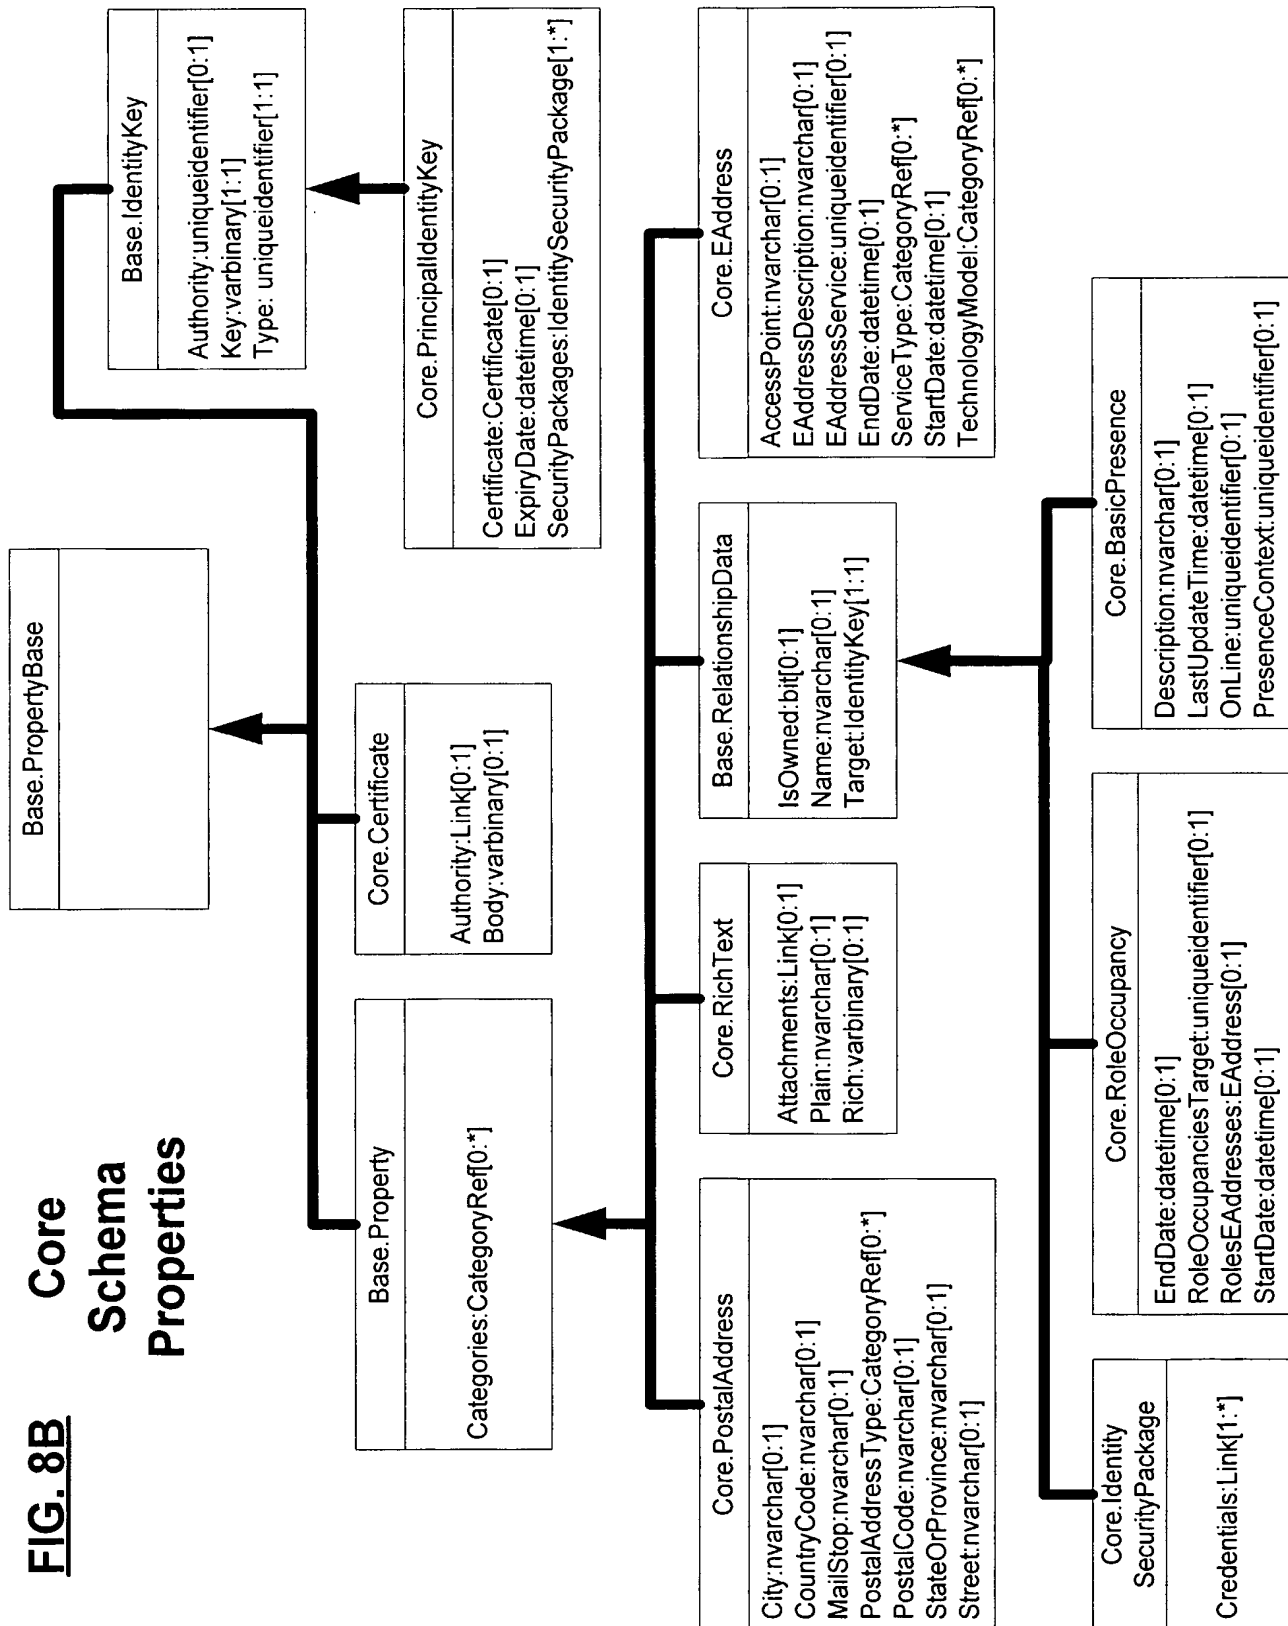 FIG. 8B
Core
Schema
Properties
Base.PropertyBase
Base.Property
Categories:CategoryRef[0:*]
Core.Certificate
Authority:Link[0:1]
Body:varbinary[0:1]
Base.IdentityKey
Authority:uniqueidentifier[0:1]
Key:varbinary[1:1]
Type: uniqueidentifier[1:1]
Core.PrincipalIdentityKey
Certificate:Certificate[0:1]
ExpiryDate:datetime[0:1]
SecurityPackages:IdentitySecurityPackage[1:*]
Core.PostalAddress
City:nvarchar[0:1]
CountryCode:nvarchar[0:1]
MailStop:nvarchar[0:1]
PostalAddressType:CategoryRef[0:*]
PostalCode:nvarchar[0:1]
StateOrProvince:nvarchar[0:1]
Street:nvarchar[0:1]
Core.RichText
Attachments:Link[0:1]
Plain:nvarchar[0:1]
Rich:varbinary[0:1]
Base.RelationshipData
IsOwned:bit[0:1]
Name:nvarchar[0:1]
Target:IdentityKey[1:1]
Core.EAddress
AccessPoint:nvarchar[0:1]
EAddressDescription:nvarchar[0:1]
EAddressService:uniqueidentifier[0:1]
EndDate:datetime[0:1]
ServiceType:CategoryRef[0:*]
StartDate:datetime[0:1]
TechnologyModel:CategoryRef[0:*]
Core.Identity
SecurityPackage
Credentials:Link[1:*]
Core.RoleOccupancy
EndDate:datetime[0:1]
RoleOccupanciesTarget:uniqueidentifier[0:1]
RolesEAddresses:EAddress[0:1]
StartDate:datetime[0:1]
Core.BasicPresence
Description:nvarchar[0:1]
LastUpdateTime:datetime[0:1]
OnLine:uniqueidentifier[0:1]
PresenceContext:uniqueidentifier[0:1]